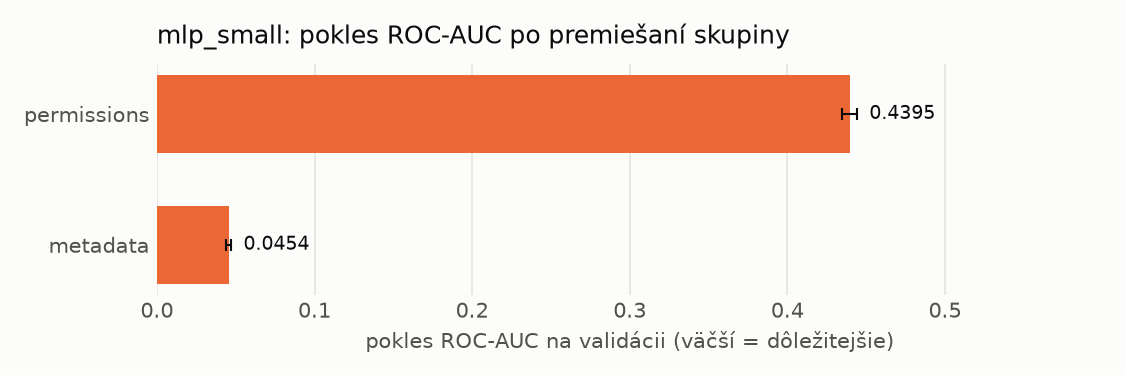 mlp_small: pokles ROC-AUC po premiešaní skupiny
permissions
0.4395
metadata
0.0454
0.0 0.1 0.2 0.3 0.4 0.5
pokles ROC-AUC na validácii (väčší = dôležitejšie)